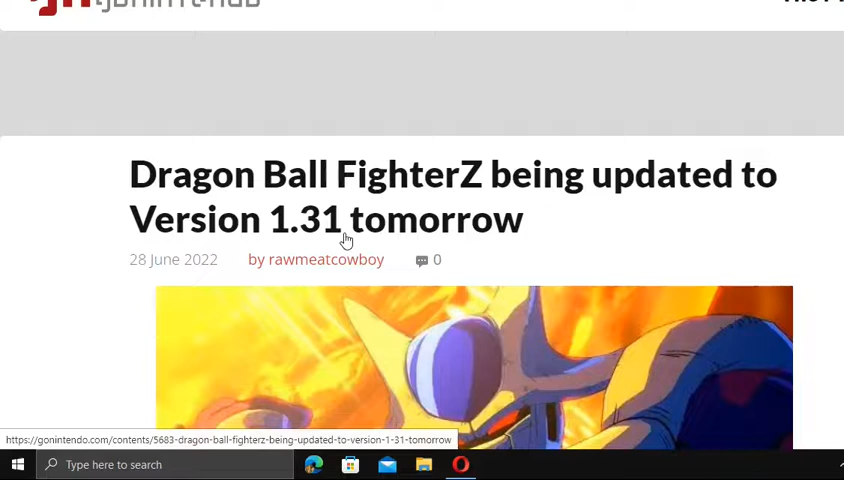 Dragon Ball FighterZ being updated to
Version 1.31 tomorrow
28 June 2022 by rawmeatcowboy 0
https://gonintendo.com/contents/5683-dragon-ball-fighterz-being-updated-to-version-1-31-tomorrow
Type here to search